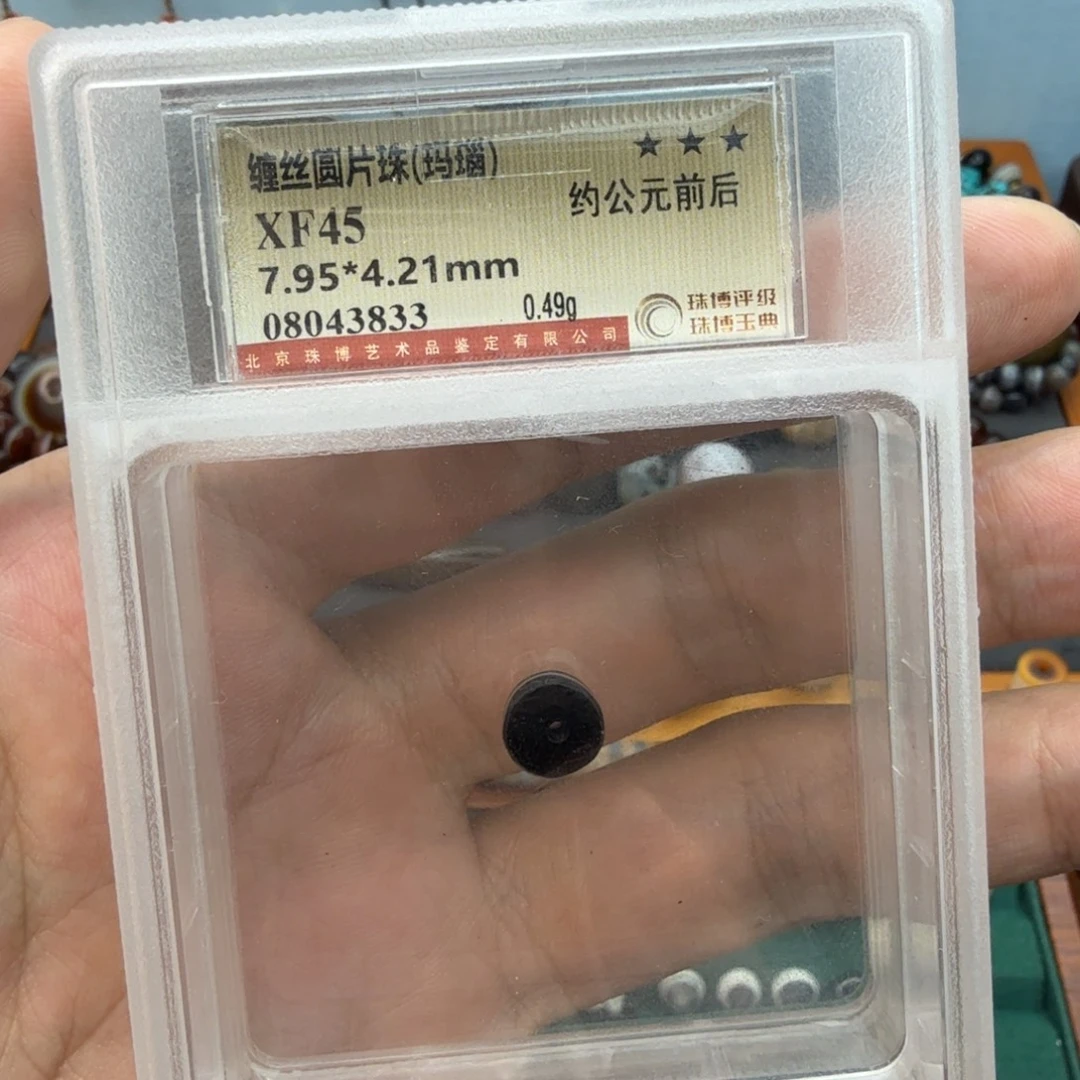 缠丝圆片珠(玛瑙)
★★★
XF45
约公元前后
7.95*4.21mm
08043833
0.49g
珠博评级
珠博玉典
北京珠博艺术品鉴定有限公司